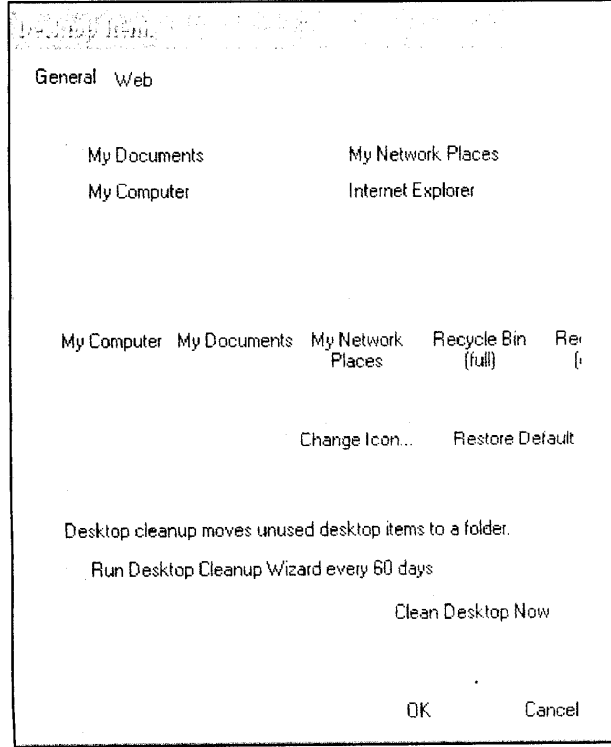 General Web
My Documents My Network Places
My Computer Internet Explorer
My Computer My Documents My Network Recycle Bin
Places (full)
Change Icon... Restore Default
Desktop cleanup moves unused desktop items to a folder.
Run Desktop Cleanup Wizard every 60 days
Clean Desktop Now
OK Cancel